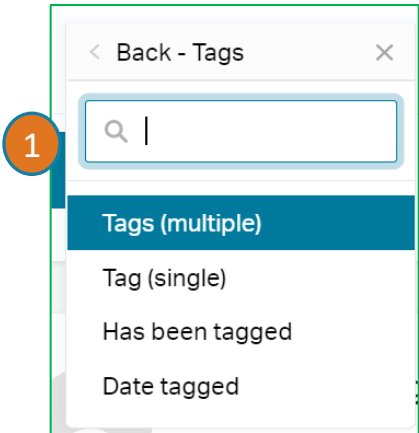 Back - Tags
1
Tags (multiple)
Tag (single)
Has been tagged
Date tagged